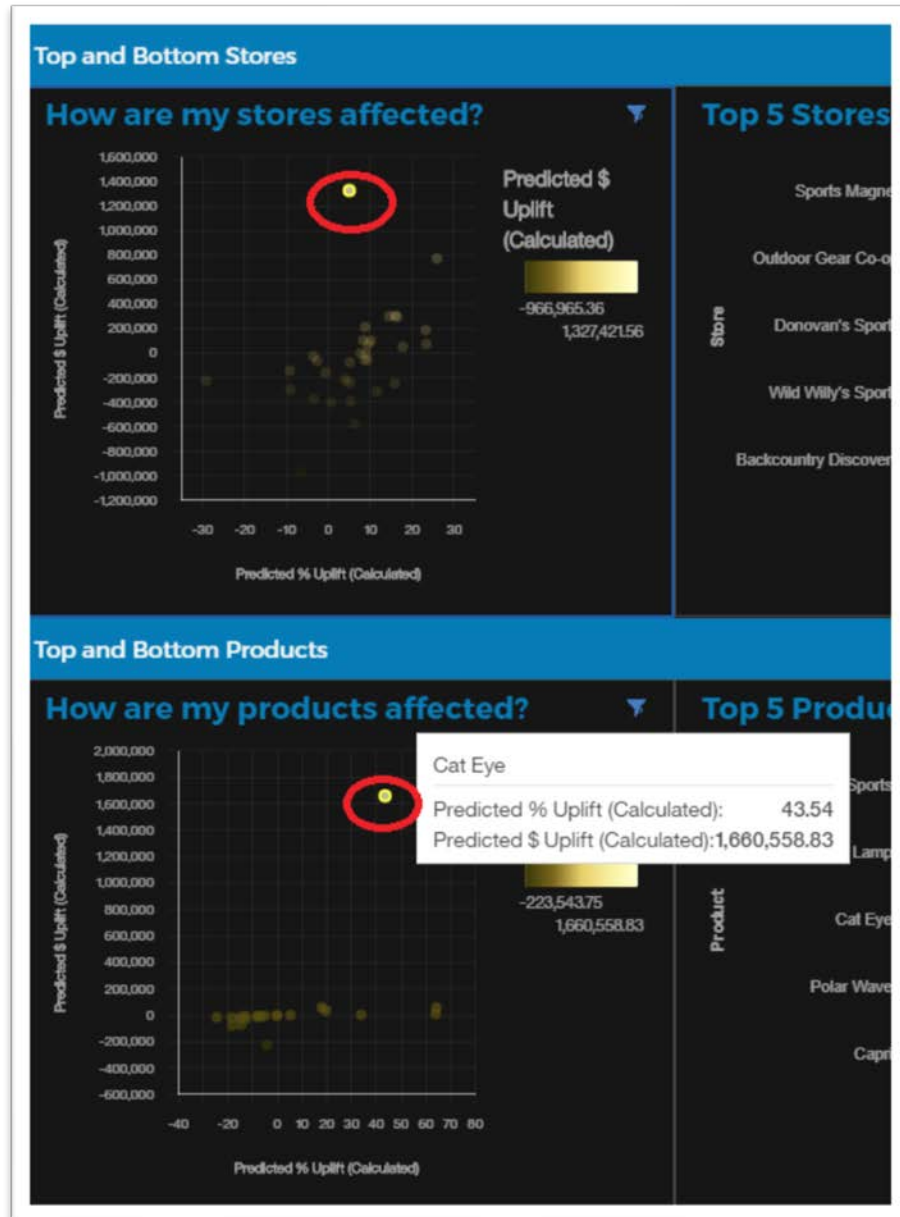 Top and Bottom Stores
How are my stores affected?
1,600,000
1,400,000
1,200,000
1,000,000
800,000
600,000
400,000
200,000
0
-200,000
-400,000
-600,000
-800,000
-1,000,000
-1,200,000
Predicted $ Uplift (Calculated)
-30 -20 -10 0 10 20 30
Predicted % Uplift (Calculated)
Predicted $
Uplift
(Calculated)
-966,965.36
1,327,421.56
Top 5 Stores
Store
Sports Magne
Outdoor Gear Co-o
Donovan's Sport
Wild Willy's Sport
Backcountry Discover
Top and Bottom Products
How are my products affected?
2,000,000
1,800,000
1,600,000
1,400,000
1,200,000
1,000,000
800,000
600,000
400,000
200,000
0
-200,000
-400,000
-600,000
Predicted $ Uplift (Calculated)
-40 -20 0 10 20 30 40 50 60 70 80
Predicted % Uplift (Calculated)
Cat Eye
Predicted % Uplift (Calculated): 43.54
Predicted $ Uplift (Calculated):1,660,558.83
-223,543.75
1,660,558.83
Top 5 Produ
Product
Sports
Lamp
Cat Eye
Polar Wave
Capri